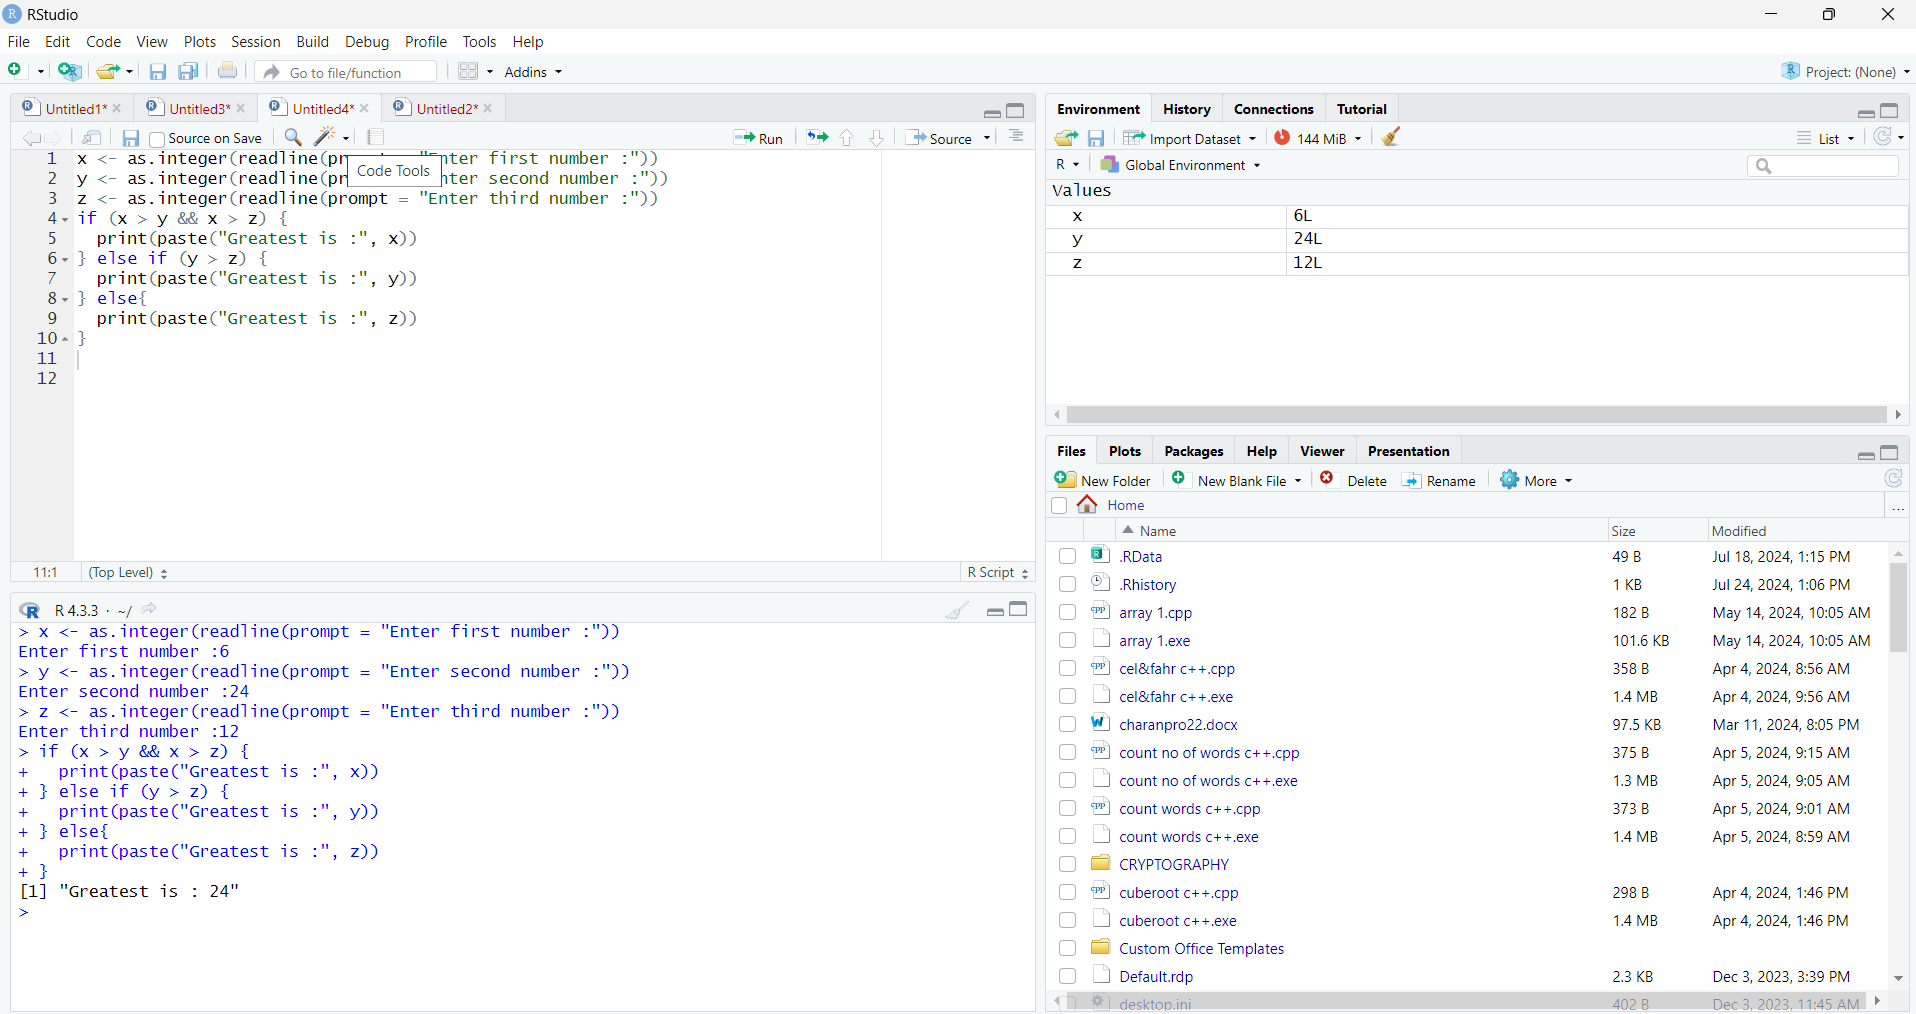 RStudio
File Edit Code View Plots Session Build Debug Profile Tools Help
Go to file/function Addins Project: (None)
Untitled1* Untitled3* Untitled4* Untitled2*
Source on Save Run Source
Code Tools
1 x <- as.integer(readline(pr "Enter first number :"))
2 y <- as.integer(readline(pr nter second number :"))
3 z <- as.integer(readline(prompt = "Enter third number :"))
4 if (x > y && x > z) {
5 print(paste("Greatest is :", x))
6 } else if (y > z) {
7 print(paste("Greatest is :", y))
8 } else{
9 print(paste("Greatest is :", z))
10 }
11
12
11:1 (Top Level) R Script
R 4.3.3 · ~/
> x <- as.integer(readline(prompt = "Enter first number :"))
Enter first number :6
> y <- as.integer(readline(prompt = "Enter second number :"))
Enter second number :24
> z <- as.integer(readline(prompt = "Enter third number :"))
Enter third number :12
> if (x > y && x > z) {
+ print(paste("Greatest is :", x))
+ } else if (y > z) {
+ print(paste("Greatest is :", y))
+ } else{
+ print(paste("Greatest is :", z))
+ }
[1] "Greatest is : 24"
>
Environment History Connections Tutorial
Import Dataset 144 MiB List
R Global Environment
Values
x 6L
y 24L
z 12L
Files Plots Packages Help Viewer Presentation
New Folder New Blank File Delete Rename More
Home ...
Name Size Modified
.RData 49 B Jul 18, 2024, 1:15 PM
.Rhistory 1 KB Jul 24, 2024, 1:06 PM
array 1.cpp 182 B May 14, 2024, 10:05 AM
array 1.exe 101.6 KB May 14, 2024, 10:05 AM
cel&fahr c++.cpp 358 B Apr 4, 2024, 8:56 AM
cel&fahr c++.exe 1.4 MB Apr 4, 2024, 9:56 AM
charanpro22.docx 97.5 KB Mar 11, 2024, 8:05 PM
count no of words c++.cpp 375 B Apr 5, 2024, 9:15 AM
count no of words c++.exe 1.3 MB Apr 5, 2024, 9:05 AM
count words c++.cpp 373 B Apr 5, 2024, 9:01 AM
count words c++.exe 1.4 MB Apr 5, 2024, 8:59 AM
CRYPTOGRAPHY
cuberoot c++.cpp 298 B Apr 4, 2024, 1:46 PM
cuberoot c++.exe 1.4 MB Apr 4, 2024, 1:46 PM
Custom Office Templates
Default.rdp 2.3 KB Dec 3, 2023, 3:39 PM
desktop.ini 402 B Dec 3, 2023, 11:45 AM